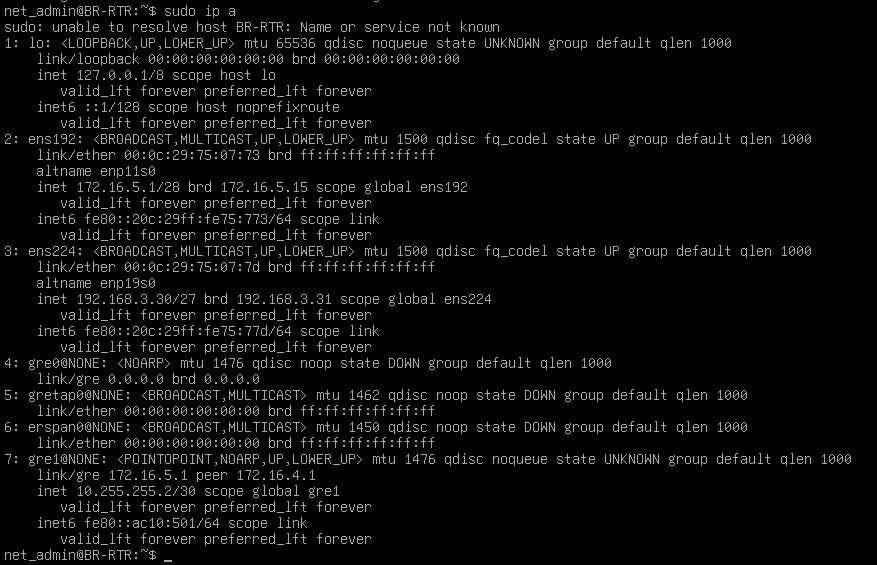 net_admin@BR-RTR:~$ sudo ip a
sudo: unable to resolve host BR-RTR: Name or service not known
1: lo: <LOOPBACK,UP,LOWER_UP> mtu 65536 qdisc noqueue state UNKNOWN group default qlen 1000
    link/loopback 00:00:00:00:00:00 brd 00:00:00:00:00:00
    inet 127.0.0.1/8 scope host lo
       valid_lft forever preferred_lft forever
    inet6 ::1/128 scope host noprefixroute
       valid_lft forever preferred_lft forever
2: ens192: <BROADCAST,MULTICAST,UP,LOWER_UP> mtu 1500 qdisc fq_codel state UP group default qlen 1000
    link/ether 00:0c:29:75:07:73 brd ff:ff:ff:ff:ff:ff
    altname enp11s0
    inet 172.16.5.1/28 brd 172.16.5.15 scope global ens192
       valid_lft forever preferred_lft forever
    inet6 fe80::20c:29ff:fe75:773/64 scope link
       valid_lft forever preferred_lft forever
3: ens224: <BROADCAST,MULTICAST,UP,LOWER_UP> mtu 1500 qdisc fq_codel state UP group default qlen 1000
    link/ether 00:0c:29:75:07:7d brd ff:ff:ff:ff:ff:ff
    altname enp19s0
    inet 192.168.3.30/27 brd 192.168.3.31 scope global ens224
       valid_lft forever preferred_lft forever
    inet6 fe80::20c:29ff:fe75:77d/64 scope link
       valid_lft forever preferred_lft forever
4: gre0@NONE: <NOARP> mtu 1476 qdisc noop state DOWN group default qlen 1000
    link/gre 0.0.0.0 brd 0.0.0.0
5: gretap0@NONE: <BROADCAST,MULTICAST> mtu 1462 qdisc noop state DOWN group default qlen 1000
    link/ether 00:00:00:00:00:00 brd ff:ff:ff:ff:ff:ff
6: erspan0@NONE: <BROADCAST,MULTICAST> mtu 1450 qdisc noop state DOWN group default qlen 1000
    link/ether 00:00:00:00:00:00 brd ff:ff:ff:ff:ff:ff
7: gre1@NONE: <POINTOPOINT,NOARP,UP,LOWER_UP> mtu 1476 qdisc noqueue state UNKNOWN group default qlen 1000
    link/gre 172.16.5.1 peer 172.16.4.1
    inet 10.255.255.2/30 scope global gre1
       valid_lft forever preferred_lft forever
    inet6 fe80::ac10:501/64 scope link
       valid_lft forever preferred_lft forever
net_admin@BR-RTR:~$ _